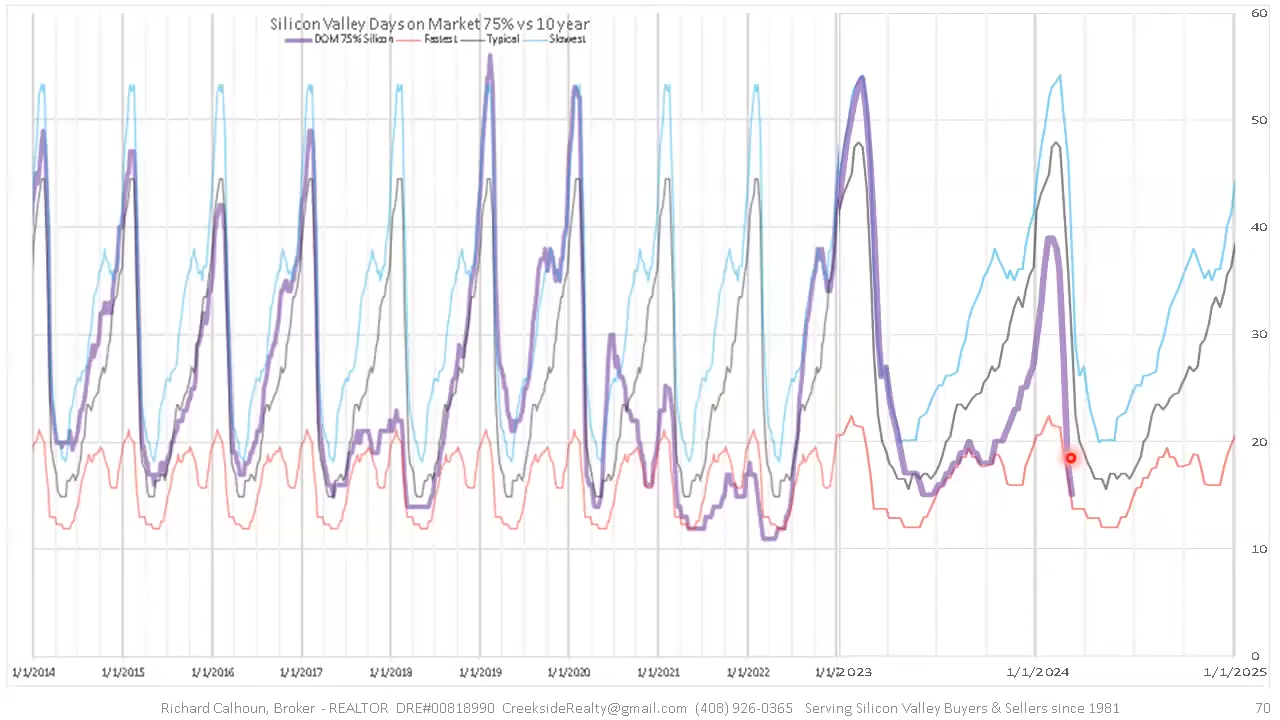 Silicon Valley Days on Market 75% vs 10 year
DOM 75% Silicon Fastest Typical Slowest
60
50
40
30
20
10
0
1/1/2014 1/1/2015 1/1/2016 1/1/2017 1/1/2018 1/1/2019 1/1/2020 1/1/2021 1/1/2022 1/1/2023 1/1/2024 1/1/2025
Richard Calhoun, Broker - REALTOR DRE#00818990 CreeksideRealty@gmail.com (408) 926-0365 Serving Silicon Valley Buyers & Sellers since 1981 70